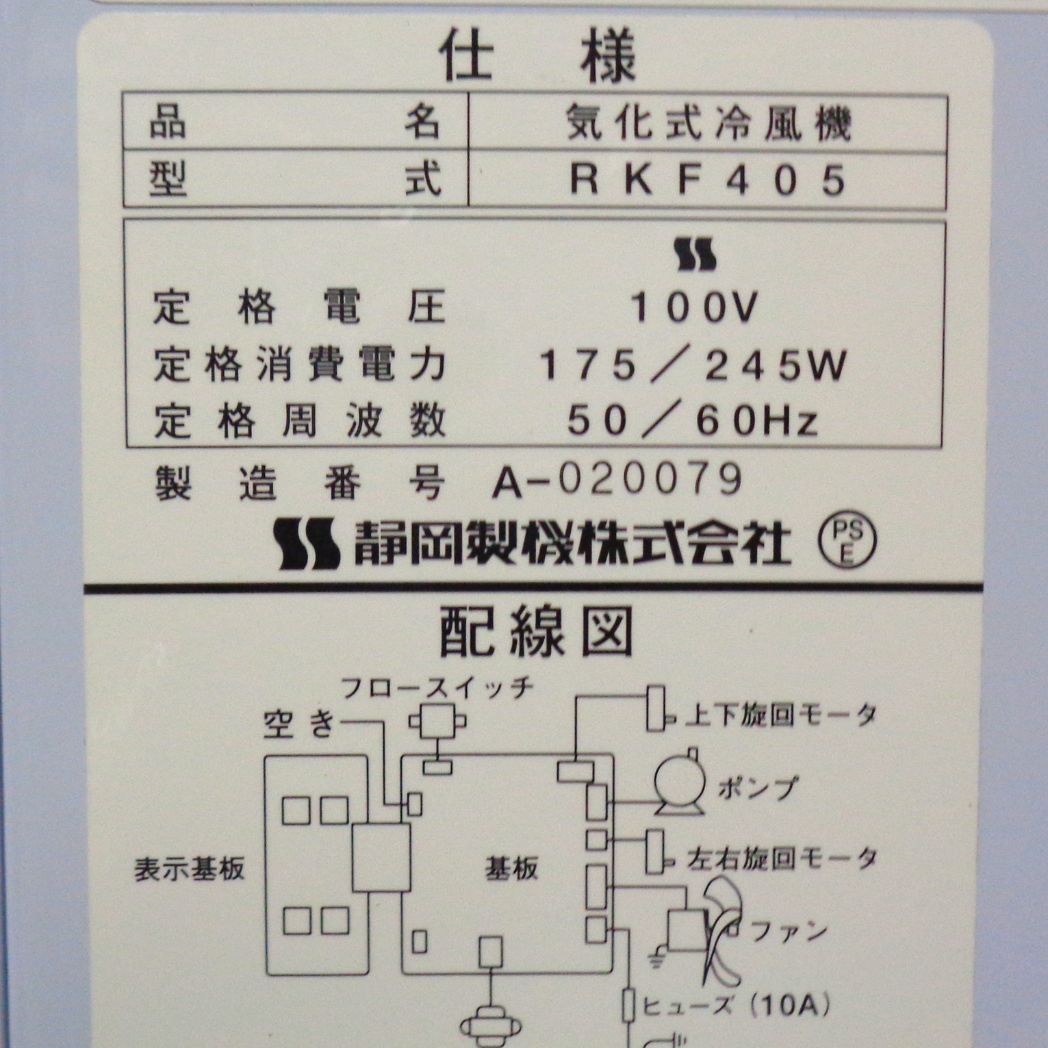 仕様
品名 気化式冷風機
型式 RKF405
定格電圧 100V
定格消費電力 175/245W
定格周波数 50/60Hz
製造番号 A-020079
静岡製機株式会社 PSE
配線図
フロースイッチ
空き
上下旋回モータ
ポンプ
表示基板
基板
左右旋回モータ
ファン
ヒューズ(10A)